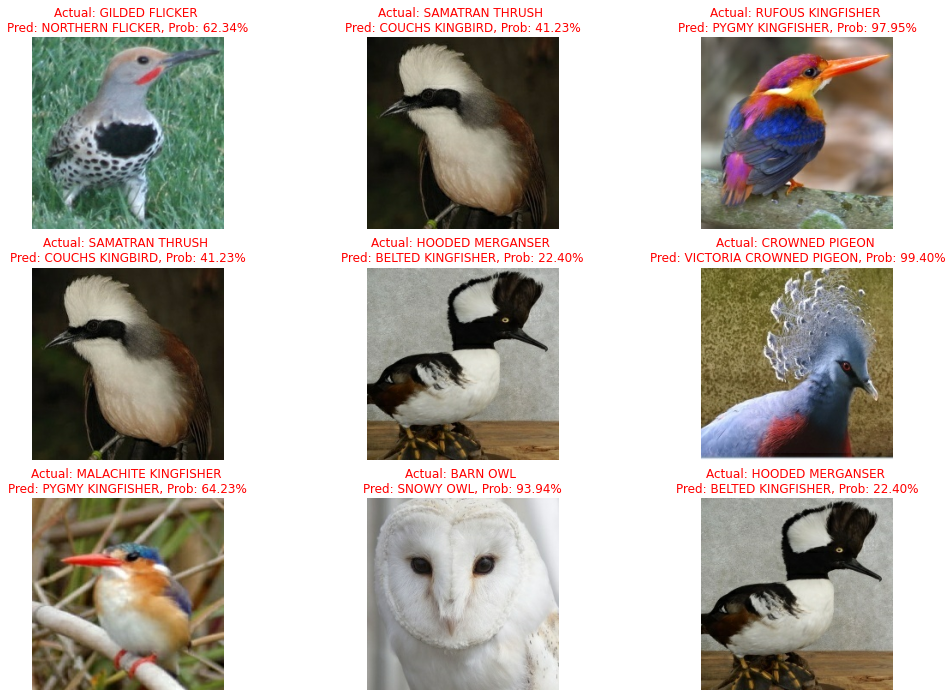 Actual: GILDED FLICKER
Pred: NORTHERN FLICKER, Prob: 62.34%
Actual: SAMATRAN THRUSH
Pred: COUCHS KINGBIRD, Prob: 41.23%
Actual: RUFOUS KINGFISHER
Pred: PYGMY KINGFISHER, Prob: 97.95%
Actual: SAMATRAN THRUSH
Pred: COUCHS KINGBIRD, Prob: 41.23%
Actual: HOODED MERGANSER
Pred: BELTED KINGFISHER, Prob: 22.40%
Actual: CROWNED PIGEON
Pred: VICTORIA CROWNED PIGEON, Prob: 99.40%
Actual: MALACHITE KINGFISHER
Pred: PYGMY KINGFISHER, Prob: 64.23%
Actual: BARN OWL
Pred: SNOWY OWL, Prob: 93.94%
Actual: HOODED MERGANSER
Pred: BELTED KINGFISHER, Prob: 22.40%